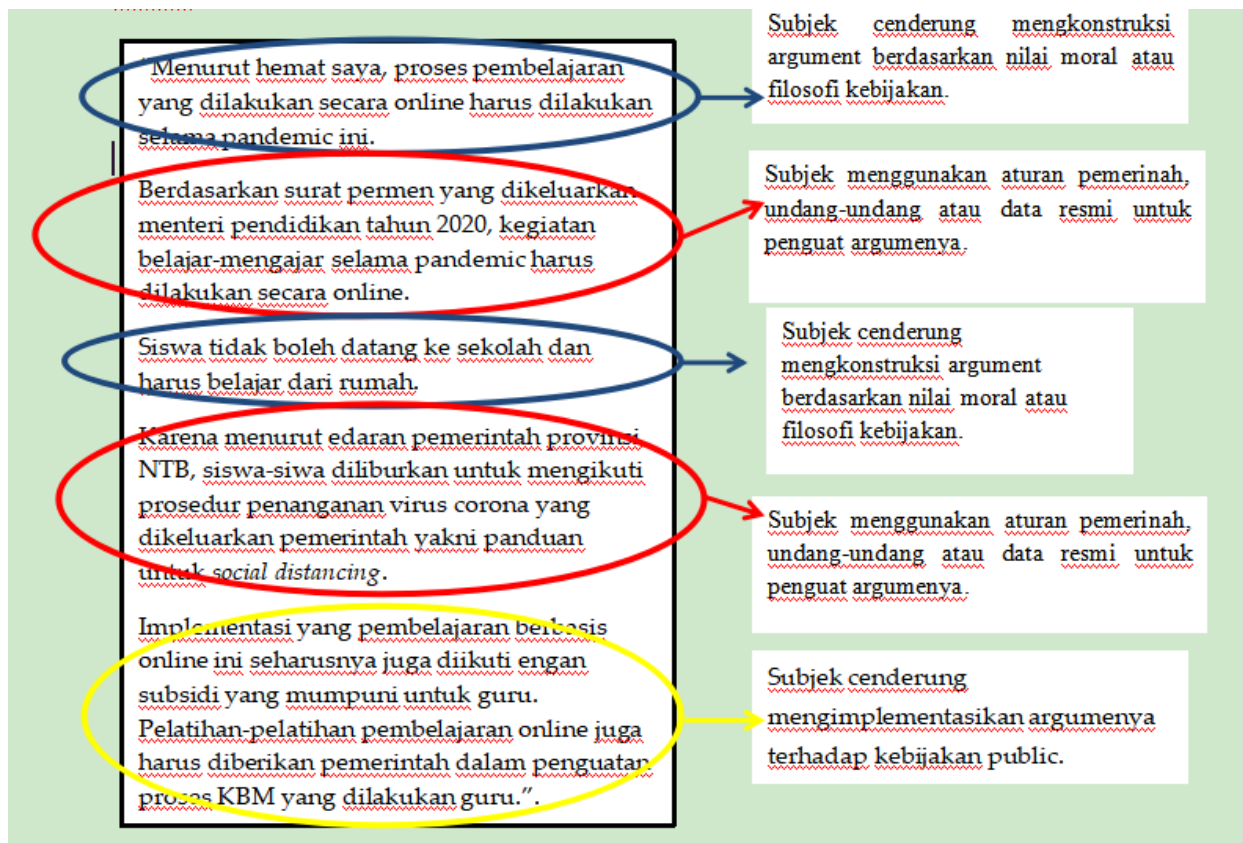 "Menurut hemat saya, proses pembelajaran
yang dilakukan secara online harus dilakukan
selama pandemic ini.
Berdasarkan surat permen yang dikeluarkan
menteri pendidikan tahun 2020, kegiatan
belajar-mengajar selama pandemic harus
dilakukan secara online.
Siswa tidak boleh datang ke sekolah dan
harus belajar dari rumah.
Karena menurut edaran pemerintah provinsi
NTB, siswa-siwa diliburkan untuk mengikuti
prosedur penanganan virus corona yang
dikeluarkan pemerintah yakni panduan
untuk social distancing.
Implementasi yang pembelajaran berbasis
online ini seharusnya juga diikuti engan
subsidi yang mumpuni untuk guru.
Pelatihan-pelatihan pembelajaran online juga
harus diberikan pemerintah dalam penguatan
proses KBM yang dilakukan guru.".
Subjek cenderung mengkonstruksi
argument berdasarkan nilai moral atau
filosofi kebijakan.
Subjek menggunakan aturan pemerinah,
undang-undang atau data resmi untuk
penguat argumenya.
Subjek cenderung
mengkonstruksi argument
berdasarkan nilai moral atau
filosofi kebijakan.
Subjek menggunakan aturan pemerinah,
undang-undang atau data resmi untuk
penguat argumenya.
Subjek cenderung
mengimplementasikan argumenya
terhadap kebijakan public.